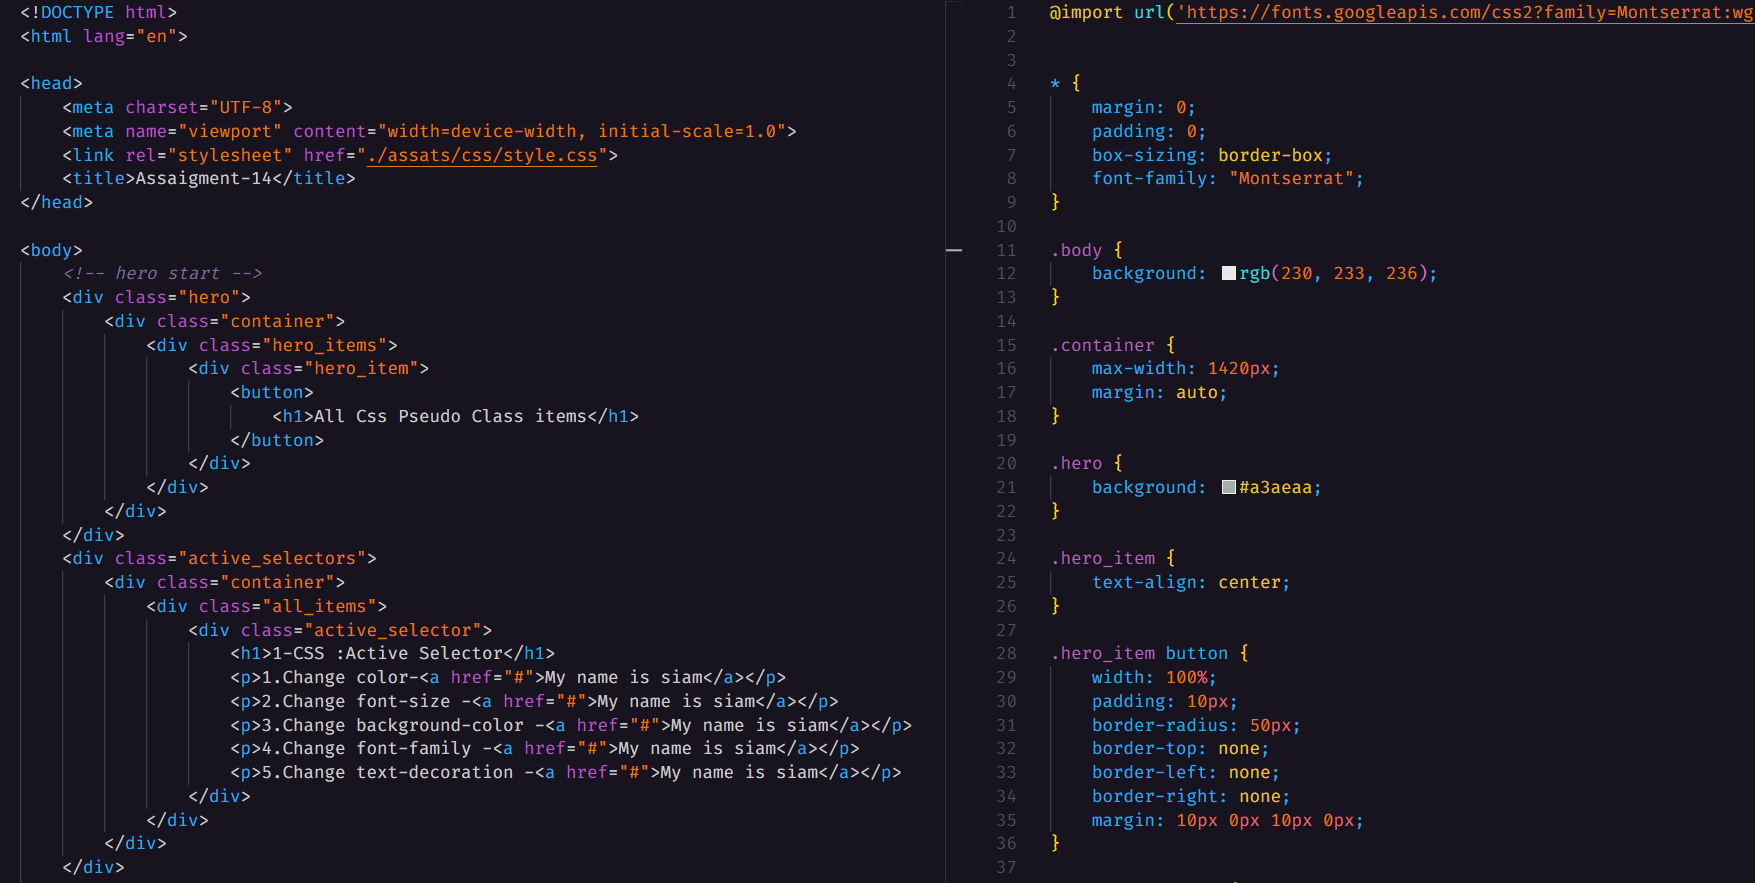 <!DOCTYPE html>
<html lang="en">
<head>
<meta charset="UTF-8">
<meta name="viewport" content="width=device-width, initial-scale=1.0">
<link rel="stylesheet" href="./assats/css/style.css">
<title>Assaigment-14</title>
</head>
<body>
<!-- hero start -->
<div class="hero">
<div class="container">
<div class="hero_items">
<div class="hero_item">
<button>
<h1>All Css Pseudo Class items</h1>
</button>
</div>
</div>
</div>
</div>
<div class="active_selectors">
<div class="container">
<div class="all_items">
<div class="active_selector">
<h1>1-CSS :Active Selector</h1>
<p>1.Change color-<a href="#">My name is siam</a></p>
<p>2.Change font-size -<a href="#">My name is siam</a></p>
<p>3.Change background-color -<a href="#">My name is siam</a></p>
<p>4.Change font-family -<a href="#">My name is siam</a></p>
<p>5.Change text-decoration -<a href="#">My name is siam</a></p>
</div>
</div>
</div>
</div>
1 @import url('https://fonts.googleapis.com/css2?family=Montserrat:wg
2
3
4 * {
5 margin: 0;
6 padding: 0;
7 box-sizing: border-box;
8 font-family: "Montserrat";
9 }
10
11 .body {
12 background: rgb(230, 233, 236);
13 }
14
15 .container {
16 max-width: 1420px;
17 margin: auto;
18 }
19
20 .hero {
21 background: #a3aeaa;
22 }
23
24 .hero_item {
25 text-align: center;
26 }
27
28 .hero_item button {
29 width: 100%;
30 padding: 10px;
31 border-radius: 50px;
32 border-top: none;
33 border-left: none;
34 border-right: none;
35 margin: 10px 0px 10px 0px;
36 }
37